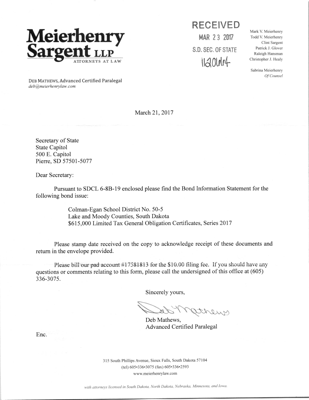 Meierhenry
Sargent LLP
ATTORNEYS AT LAW
RECEIVED
MAR 23 2017
S.D. SEC. OF STATE
Mark V. Meierhenry
Todd V. Meierhenry
Clint Sargent
Patrick J. Glover
Raleigh Hansman
Christopher J. Healy
Sabrina Meierhenry
Of Counsel
DEB MATHEWS, Advanced Certified Paralegal
deb@meierhenrylaw.com
March 21, 2017
Secretary of State
State Capitol
500 E. Capitol
Pierre, SD 57501-5077
Dear Secretary:
Pursuant to SDCL 6-8B-19 enclosed please find the Bond Information Statement for the
following bond issue:
Colman-Egan School District No. 50-5
Lake and Moody Counties, South Dakota
$615,000 Limited Tax General Obligation Certificates, Series 2017
Please stamp date received on the copy to acknowledge receipt of these documents and
return in the envelope provided.
Please bill our pad account #17381813 for the $10.00 filing fee. If you should have any
questions or comments relating to this form, please call the undersigned of this office at (605)
336-3075.
Sincerely yours,
Deb Mathews
Deb Mathews,
Advanced Certified Paralegal
Enc.
315 South Phillips Avenue, Sioux Falls, South Dakota 57104
(tel) 605•336•3075 (fax) 605•336•2593
www.meierhenrylaw.com
with attorneys licensed in South Dakota, North Dakota, Nebraska, Minnesota, and Iowa.